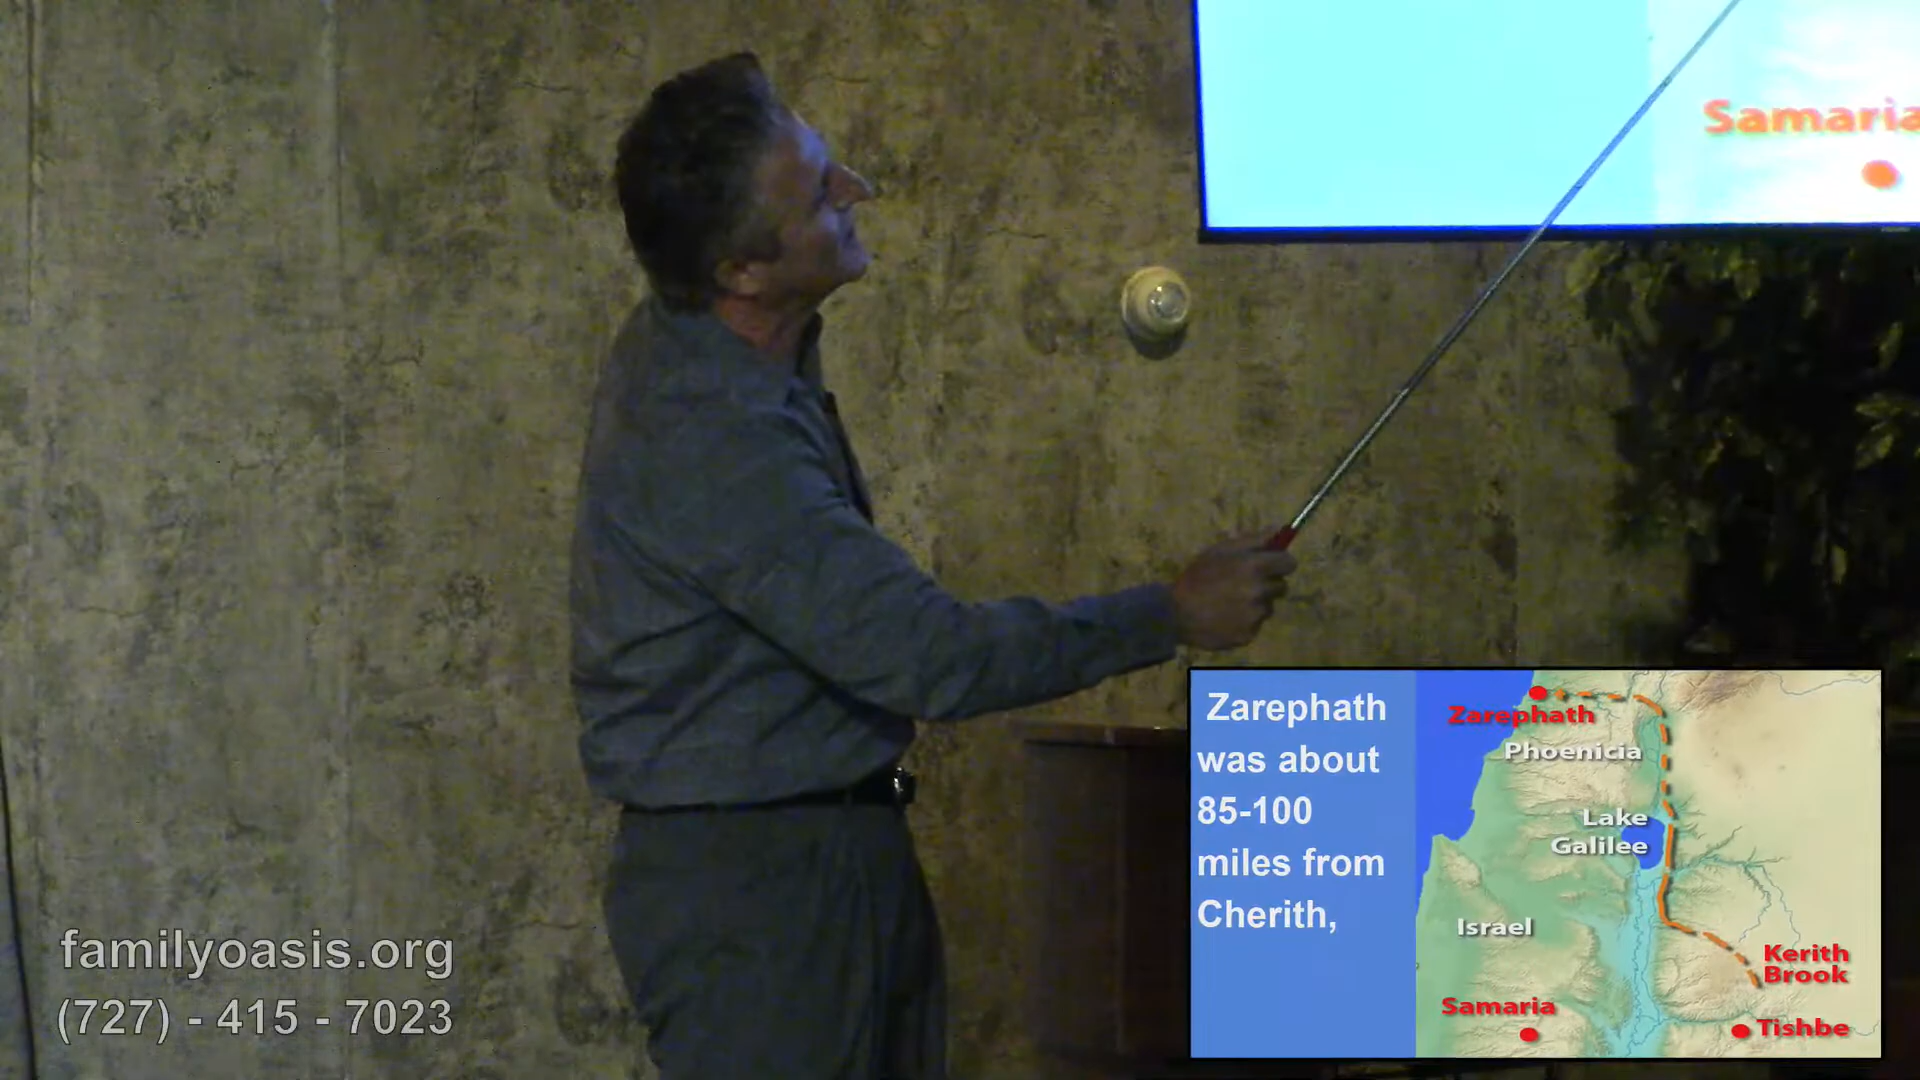 Samaria
Zarephath
was about
85-100
miles from
Cherith,
Zarephath
Phoenicia
Lake
Galilee
Israel
Kerith
Brook
Samaria
Tishbe
familyoasis.org
(727) - 415 - 7023